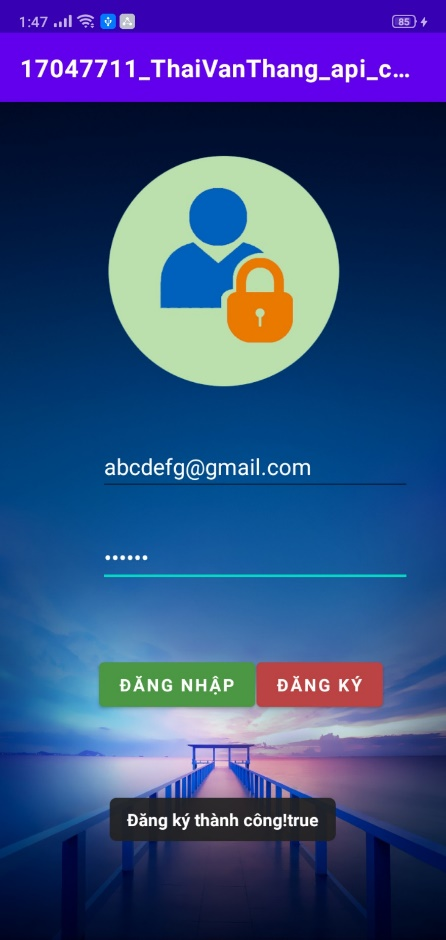 1:47
85
17047711_ThaiVanThang_api_c...
abcdefg@gmail.com
••••••
ĐĂNG NHẬP ĐĂNG KÝ
Đăng ký thành công!true